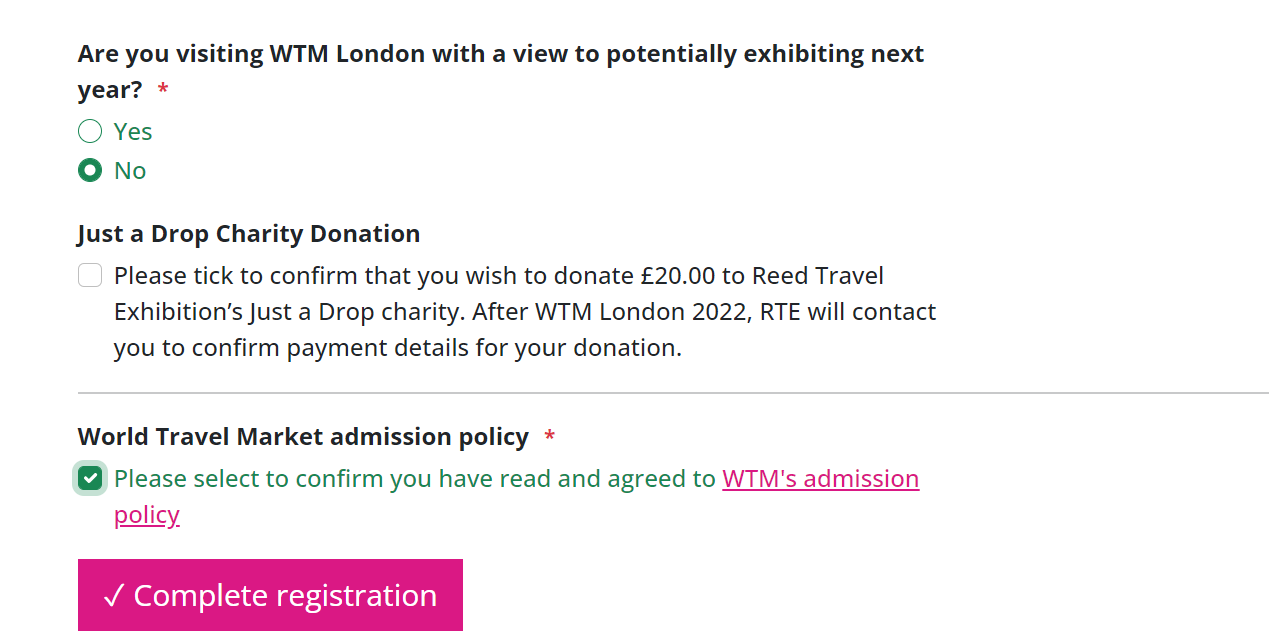 Are you visiting WTM London with a view to potentially exhibiting next
year? *
Yes
No
Just a Drop Charity Donation
Please tick to confirm that you wish to donate £20.00 to Reed Travel
Exhibition’s Just a Drop charity. After WTM London 2022, RTE will contact
you to confirm payment details for your donation.
World Travel Market admission policy *
Please select to confirm you have read and agreed to WTM's admission
policy
✓ Complete registration